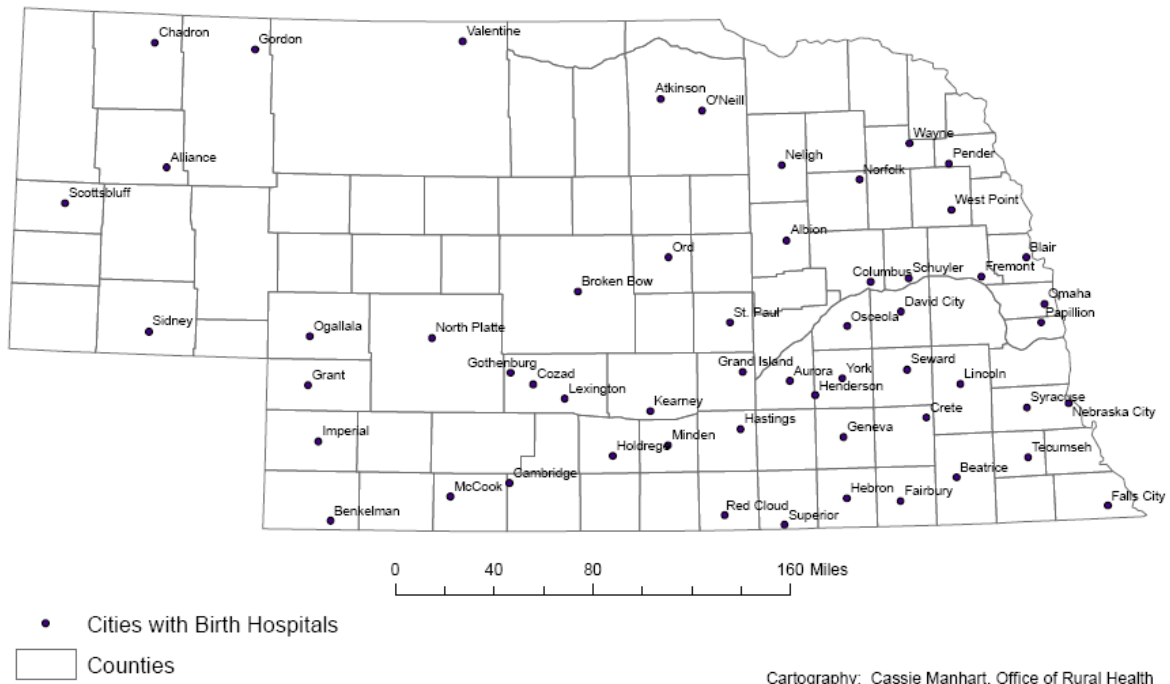 Chadron
Gordon
Valentine
Atkinson
O'Neill
Wayne
Alliance
Neligh
Pender
Norfolk
Scottsbluff
West Point
Albion
Ord
Blair
Broken Bow
Columbus
Schuyler
Fremont
Omaha
David City
Papillion
Sidney
Ogallala
North Platte
St. Paul
Osceola
Gothenburg
Grand Island
Seward
Grant
Cozad
Aurora
York
Lincoln
Lexington
Henderson
Kearney
Syracuse
Nebraska City
Crete
Imperial
Hastings
Minden
Geneva
Holdrege
Tecumseh
Cambridge
Beatrice
McCook
Hebron
Fairbury
Falls City
Benkelman
Red Cloud
Superior
0 40 80 160 Miles
Cities with Birth Hospitals
Counties
Cartography: Cassie Manhart, Office of Rural Health